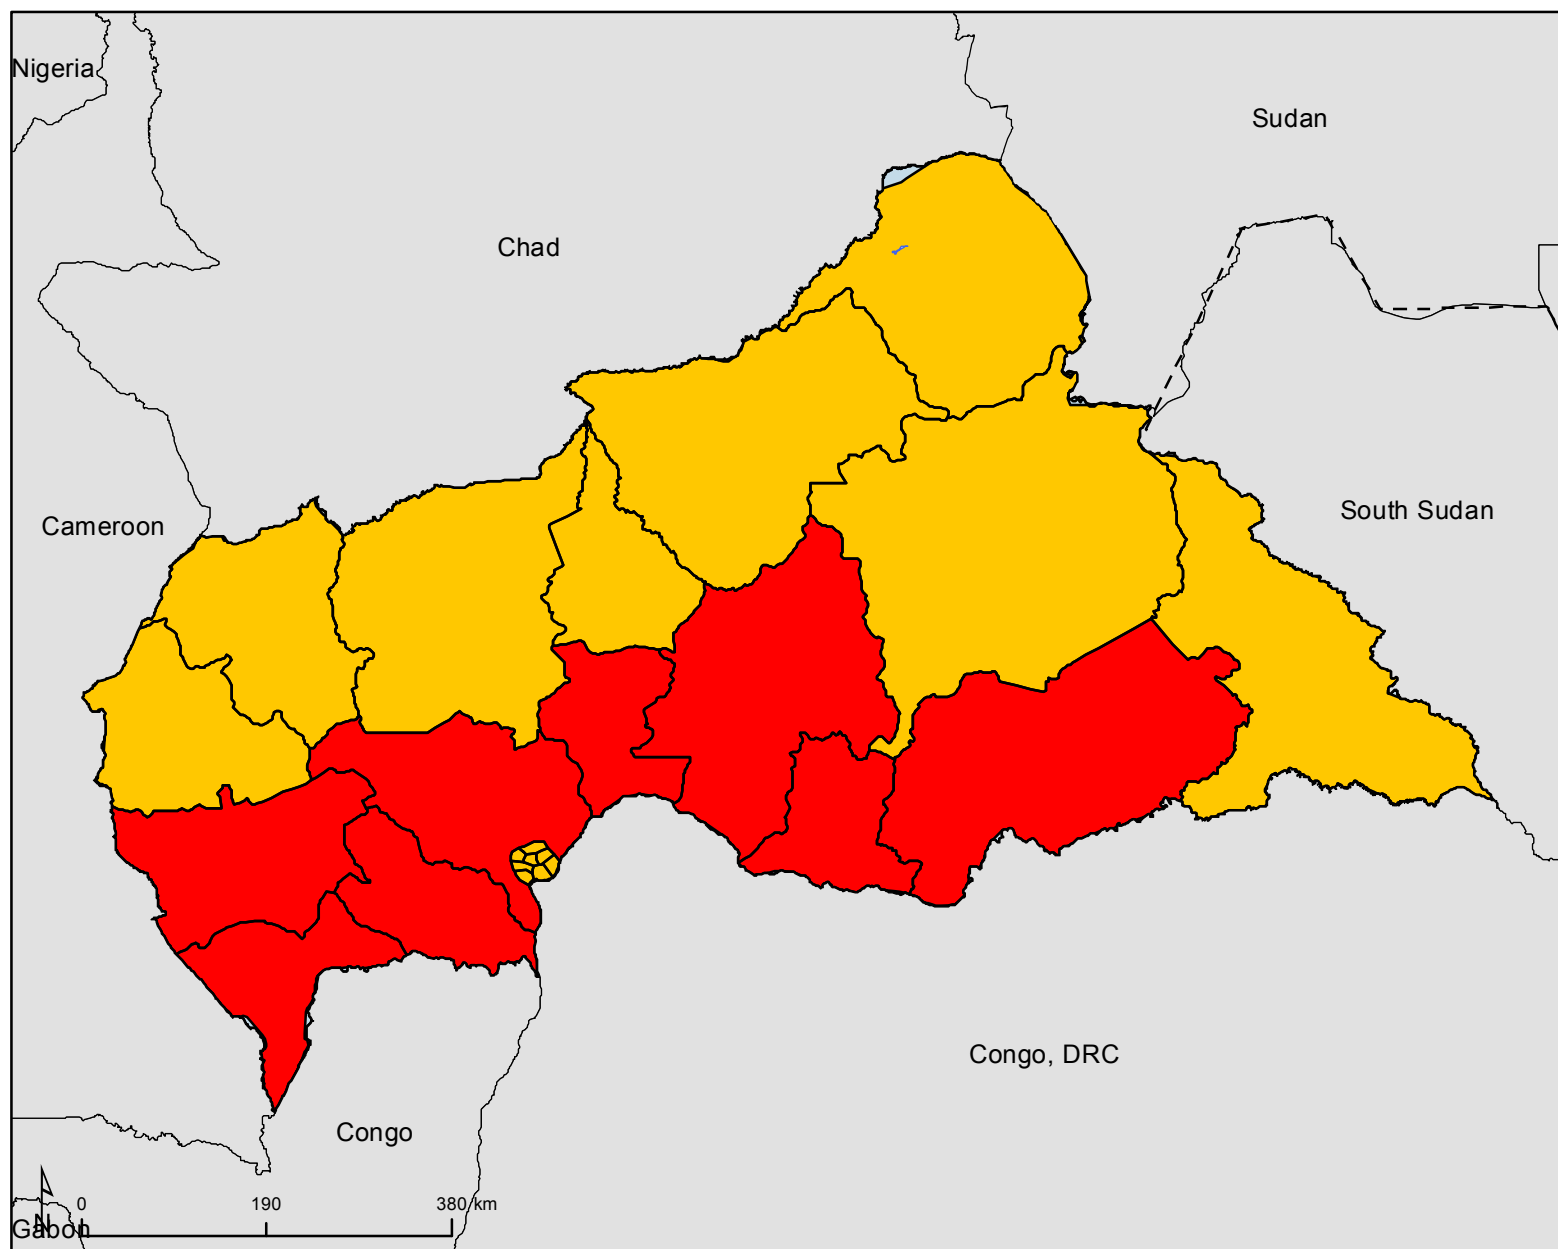 Nigeria
Sudan
Chad
South Sudan
Cameroon
Congo, DRC
Congo
0 190 380 km
N
Gabon